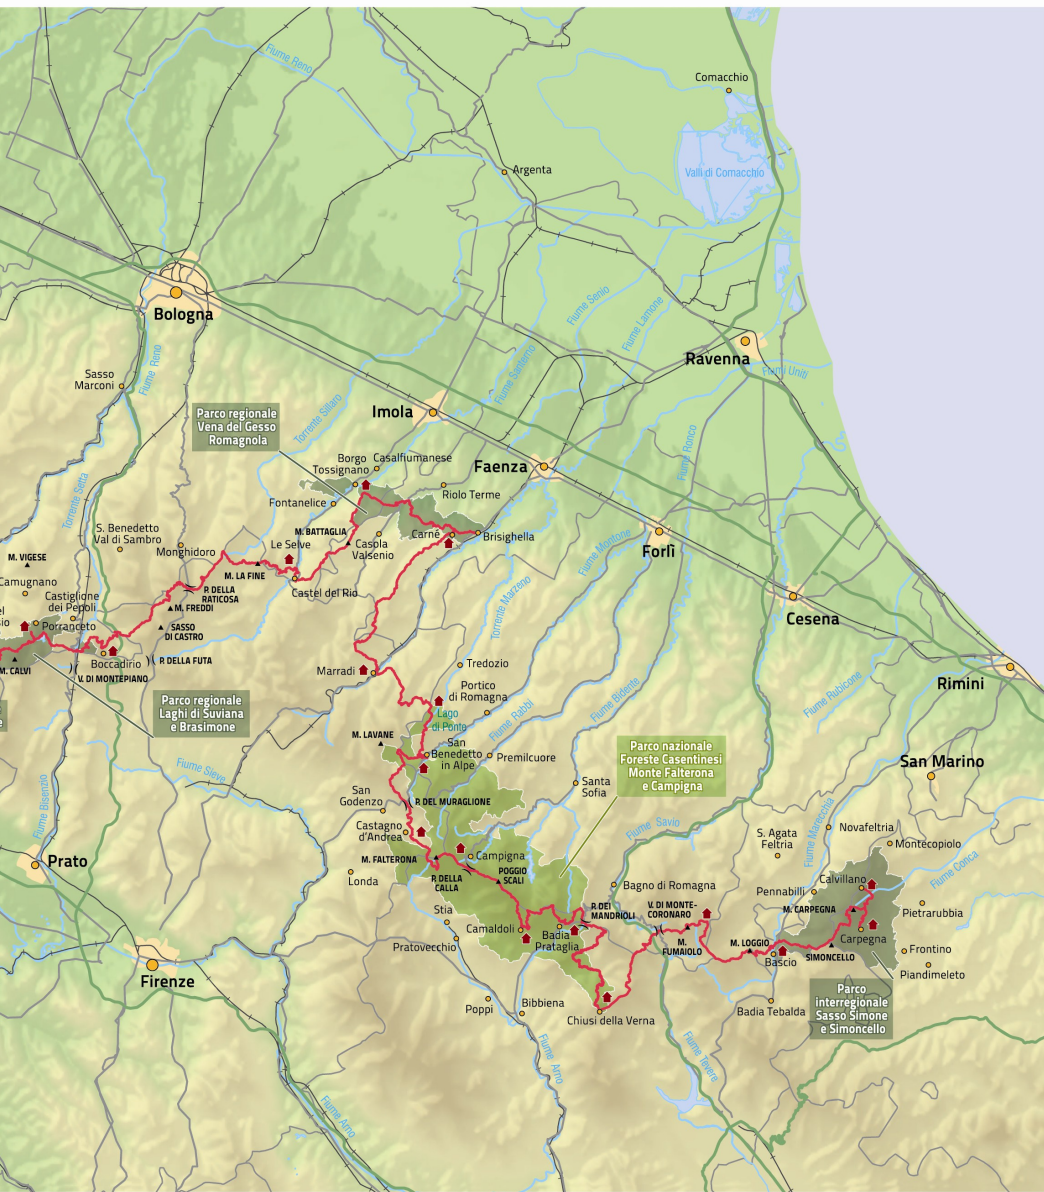 Comacchio
Fiume Reno
Argenta
Valli di Comacchio
Bologna
Fiume Senio
Fiume Lamone
Fiume Santerno
Fiume Reno
Ravenna
Fiumi Uniti
Sasso
Marconi
Parco regionale
Vena del Gesso
Romagnola
Torrente Sillaro
Imola
Fiume Ronco
Borgo
Tossignano
Casalfiumanese
Faenza
Riolo Terme
Torrente Setta
Fontanelice
S. Benedetto
Val di Sambro
M. BATTAGLIA
Carné
Brisighella
Fiume Montone
Forlì
Le Selve
Casola
Valsenio
M. VIGESE
Monghidoro
M. LA FINE
Camugnano
Castiglione
dei Pepoli
P. DELLA
RATICOSA
Castel del Rio
Torrente Marzeno
Cesena
el
sio
Porranceto
M. FREDDI
SASSO
DI CASTRO
M. CALVI
Boccadirio
P. DELLA FUTA
V. DI MONTEPIANO
Marradi
Tredozio
Rimini
Parco regionale
Laghi di Suviana
e Brasimone
e
Portico
di Romagna
Fiume Rabbi
Fiume Bidente
Fiume Rubicone
Lago
di Ponte
M. LAVANE
San
Benedetto
in Alpe
Premilcuore
Parco nazionale
Foreste Casentinesi
Monte Falterona
e Campigna
San Marino
Fiume Sieve
Santa
Sofia
Fiume Bisenzio
San
Godenzo
P. DEL MURAGLIONE
Fiume Marecchia
Castagno
d'Andrea
Fiume Savio
S. Agata
Feltria
Novafeltria
Montecopiolo
Prato
M. FALTERONA
Campigna
Fiume Conca
Londa
P. DELLA
CALLA
POGGIO
SCALI
Bagno di Romagna
Calvillano
Pennabilli
Stia
P. DEI
MANDRIOLI
V. DI MONTE-
CORONARO
M. CARPEGNA
Pietrarubbia
Camaldoli
Badia
Prataglia
Pratovecchio
M.
FUMAIOLO
M. LOGGIO
Carpegna
Bascio
SIMONCELLO
Frontino
Piandimeleto
Firenze
Parco
interregionale
Sasso Simone
e Simoncello
Poppi
Bibbiena
Chiusi della Verna
Badia Tebalda
Fiume Arno
Fiume Tevere
Fiume Arno